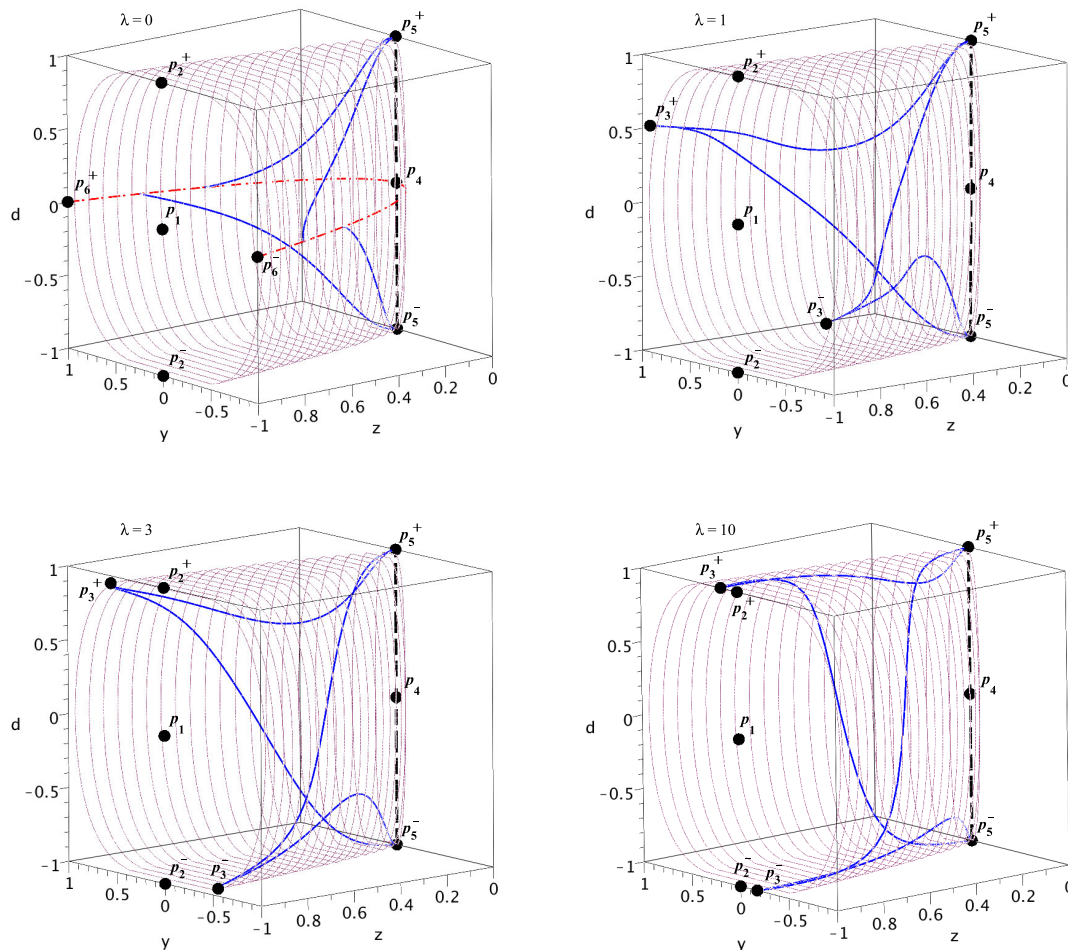 λ = 0
p₅⁺
1
p₂⁺
0.5
p₆⁺
p₄
d
0
p₁
p₆⁻
−0.5
p₅⁻
−1
p₂⁻
1
0.5
0
−0.5
−1
0.8
0.6
0.4
0.2
0
y
z
λ = 1
p₅⁺
1
p₂⁺
p₃⁺
0.5
p₄
d
0
p₁
−0.5
p₃⁻
p₅⁻
−1
p₂⁻
1
0.5
0
−0.5
−1
0.8
0.6
0.4
0.2
0
y
z
λ = 3
p₅⁺
1
p₃⁺
p₂⁺
0.5
p₄
d
0
p₁
−0.5
p₅⁻
−1
p₂⁻
p₃⁻
1
0.5
0
−0.5
−1
0.8
0.6
0.4
0.2
0
y
z
λ = 10
p₅⁺
1
p₃⁺
p₂⁺
0.5
p₄
d
0
p₁
−0.5
p₅⁻
−1
p₂⁻
p₃⁻
1
0.5
0
−0.5
−1
0.8
0.6
0.4
0.2
0
y
z